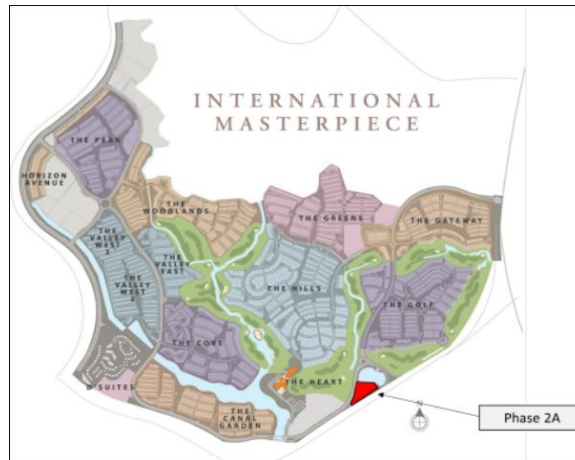 INTERNATIONAL
MASTERPIECE
THE PEAK
HORIZON
AVENUE
THE
WOODLANDS
THE GREENS
THE GATEWAY
THE
VALLEY
WEST
2
THE
VALLEY
EAST
THE
VALLEY
WEST
THE HILLS
THE GOLF
THE COVE
THE HEART
D'SUITES
THE
CANAL
GARDEN
N
Phase 2A